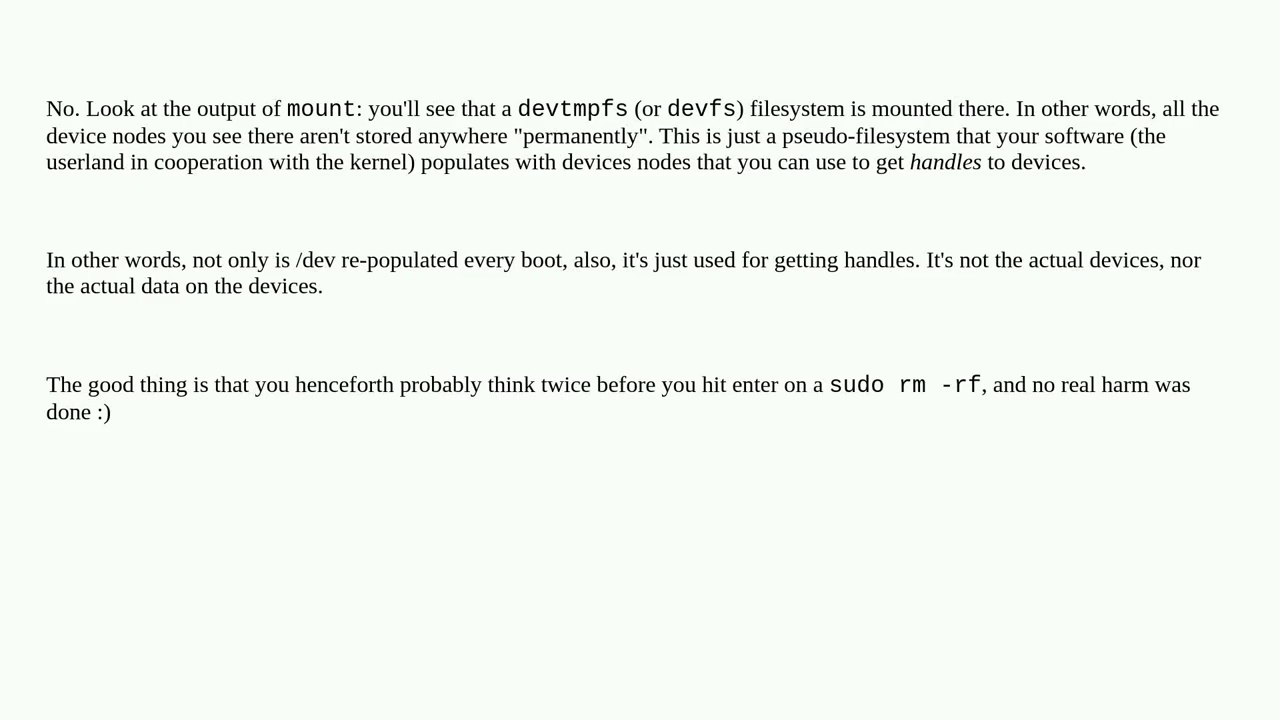 No. Look at the output of mount: you'll see that a devtmpfs (or devfs) filesystem is mounted there. In other words, all the
device nodes you see there aren't stored anywhere "permanently". This is just a pseudo-filesystem that your software (the
userland in cooperation with the kernel) populates with devices nodes that you can use to get handles to devices.
In other words, not only is /dev re-populated every boot, also, it's just used for getting handles. It's not the actual devices, nor
the actual data on the devices.
The good thing is that you henceforth probably think twice before you hit enter on a sudo rm -rf, and no real harm was
done :)